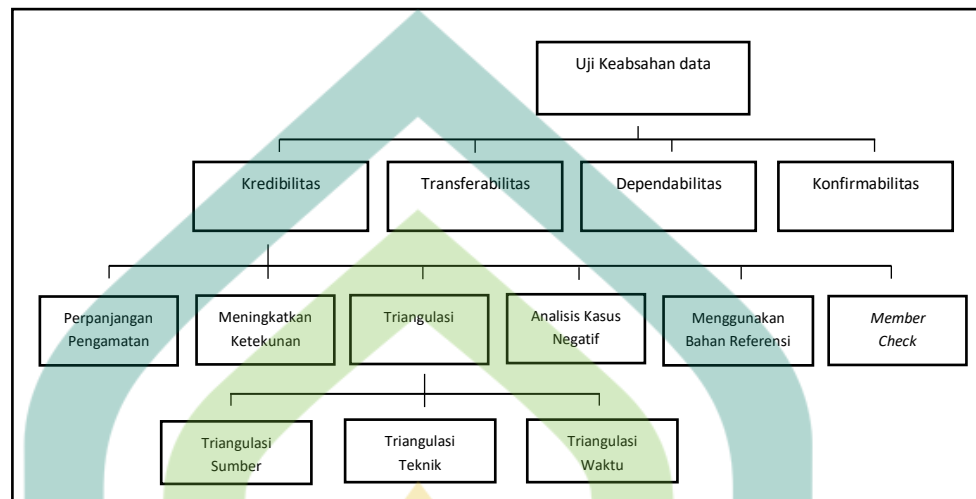 Uji Keabsahan data
Kredibilitas
Transferabilitas
Dependabilitas
Konfirmabilitas
Perpanjangan
Pengamatan
Meningkatkan
Ketekunan
Triangulasi
Analisis Kasus
Negatif
Menggunakan
Bahan Referensi
Member
Check
Triangulasi
Sumber
Triangulasi
Teknik
Triangulasi
Waktu